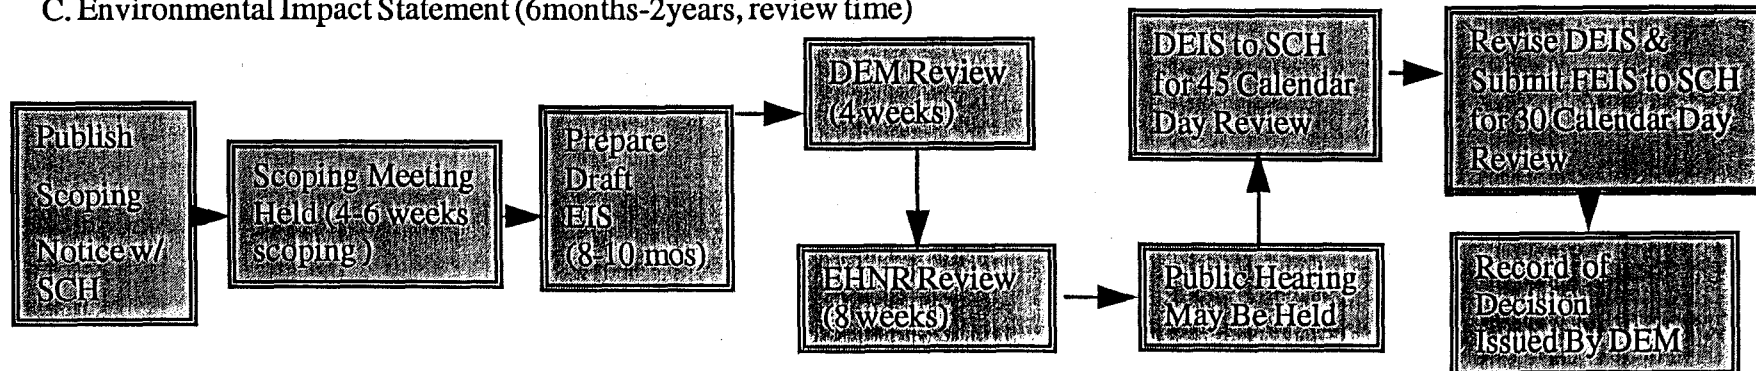 C. Environmental Impact Statement (6months-2years, review time)
Publish
Scoping
Notice w/
SCH
Scoping Meeting
Held (4-6 weeks
scoping )
Prepare
Draft
EIS
(8-10 mos)
DEM Review
(4 weeks)
EHNR Review
(8 weeks)
Public Hearing
May Be Held
DEIS to SCH
for 45 Calendar
Day Review
Revise DEIS &
Submit FEIS to SCH
for 30 Calendar Day
Review
Record of
Decision
Issued By DEM